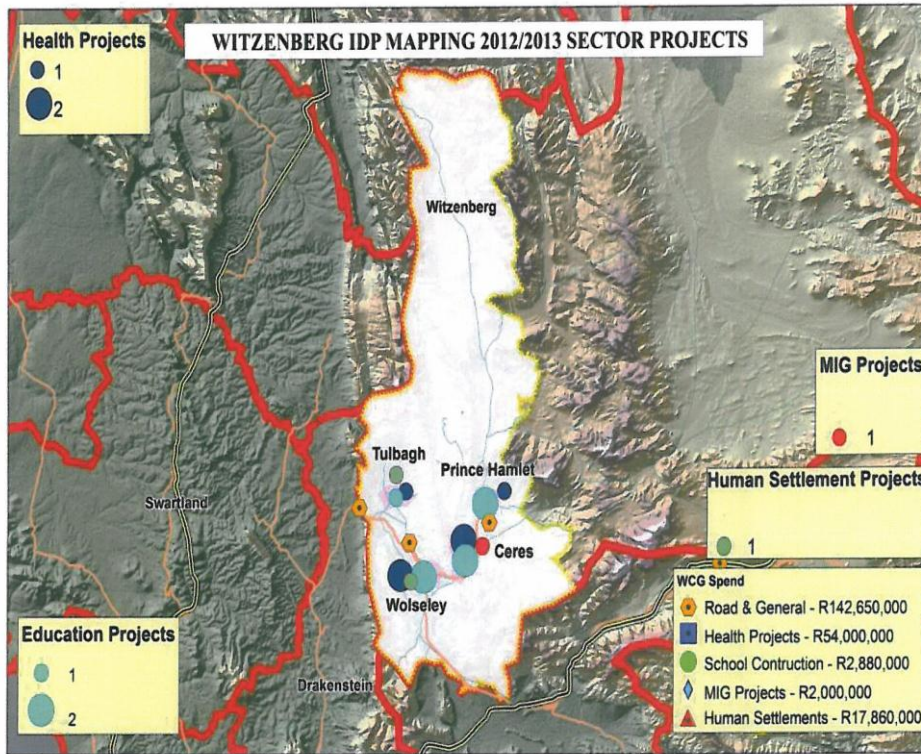 WITZENBERG IDP MAPPING 2012/2013 SECTOR PROJECTS
Health Projects
1
2
Witzenberg
MIG Projects
1
Tulbagh
Prince Hamlet
Human Settlement Projects
1
Swartland
Ceres
Wolseley
WCG Spend
Road & General - R142,650,000
Health Projects - R54,000,000
School Contruction - R2,880,000
MIG Projects - R2,000,000
Human Settlements - R17,860,000
Education Projects
1
2
Drakenstein